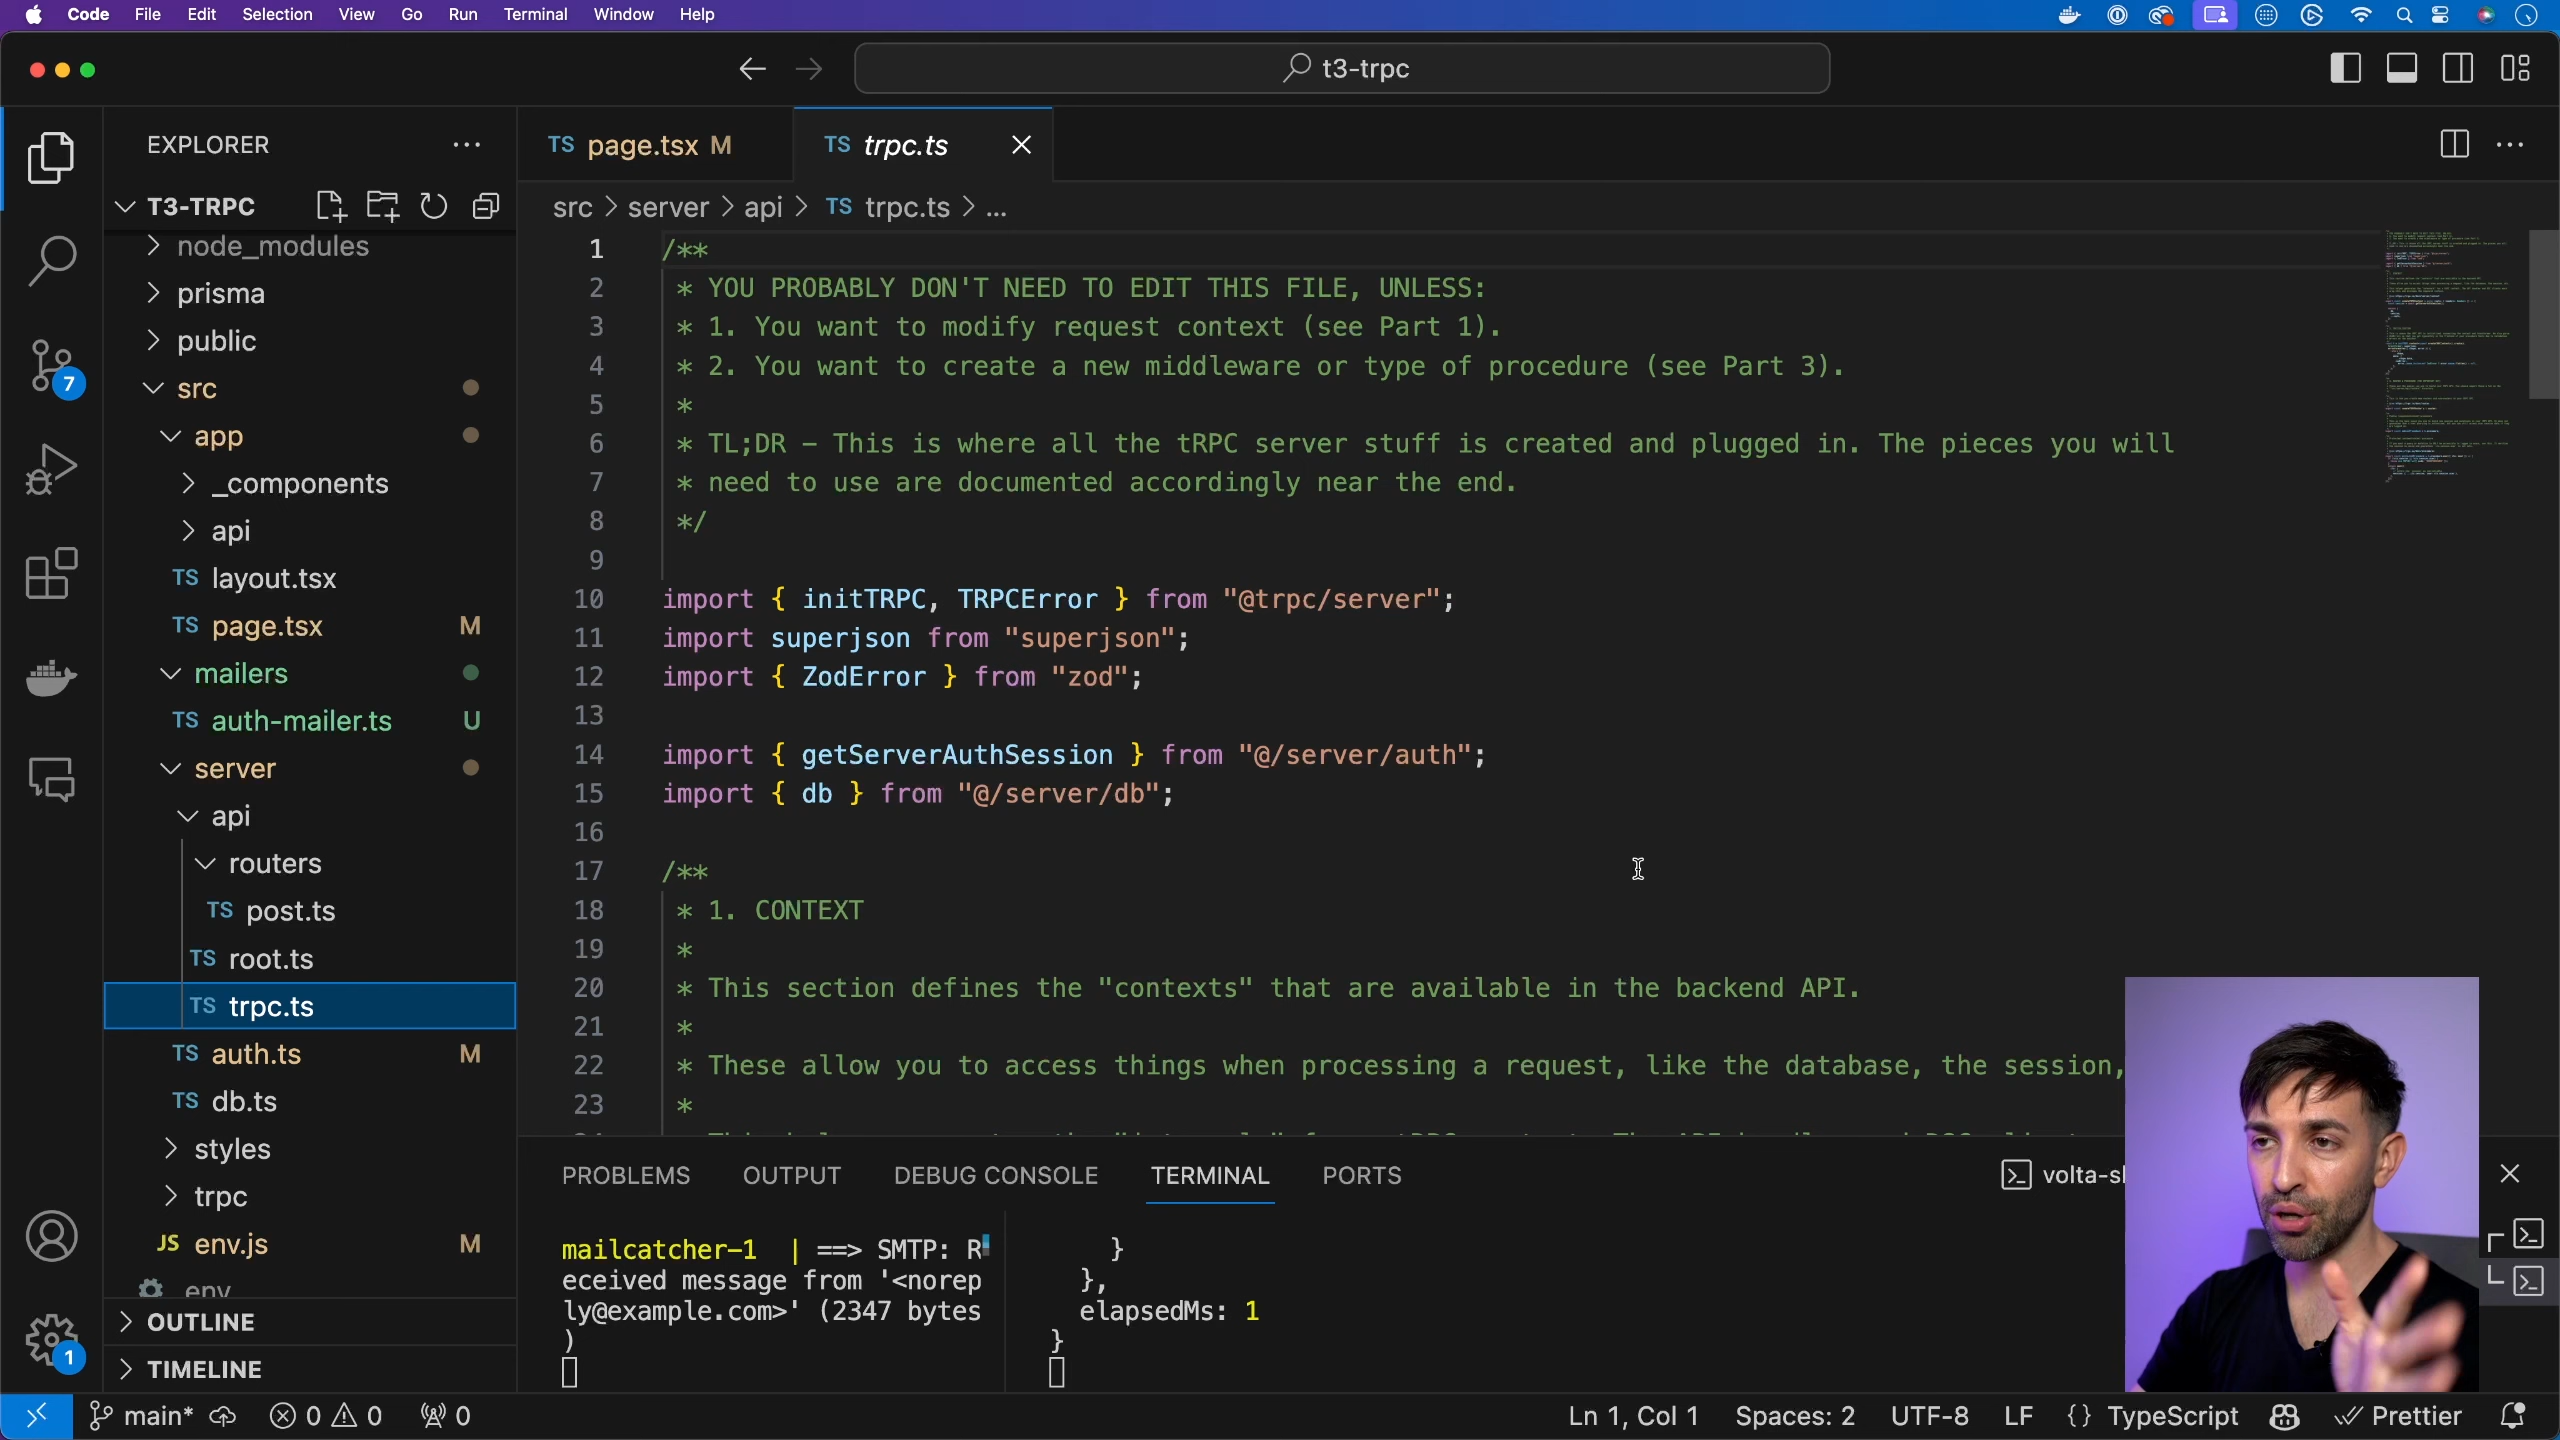 Code File Edit Selection View Go Run Terminal Window Help
t3-trpc
EXPLORER
T3-TRPC
node_modules
prisma
public
src
app
_components
api
TS layout.tsx
TS page.tsx M
mailers
TS auth-mailer.ts U
server
api
routers
TS post.ts
TS root.ts
TS trpc.ts
TS auth.ts M
TS db.ts
styles
trpc
JS env.js M
.env
OUTLINE
TIMELINE
7
1
TS page.tsx M
TS trpc.ts
src > server > api > TS trpc.ts > ...
1 /**
2 * YOU PROBABLY DON'T NEED TO EDIT THIS FILE, UNLESS:
3 * 1. You want to modify request context (see Part 1).
4 * 2. You want to create a new middleware or type of procedure (see Part 3).
5 *
6 * TL;DR - This is where all the tRPC server stuff is created and plugged in. The pieces you will
7 * need to use are documented accordingly near the end.
8 */
9
10 import { initTRPC, TRPCError } from "@trpc/server";
11 import superjson from "superjson";
12 import { ZodError } from "zod";
13
14 import { getServerAuthSession } from "@/server/auth";
15 import { db } from "@/server/db";
16
17 /**
18 * 1. CONTEXT
19 *
20 * This section defines the "contexts" that are available in the backend API.
21 *
22 * These allow you to access things when processing a request, like the database, the session,
23 *
PROBLEMS OUTPUT DEBUG CONSOLE TERMINAL PORTS
volta-sh
mailcatcher-1 | ==> SMTP: R
eceived message from '<norep
ly@example.com>' (2347 bytes
)
}
},
elapsedMs: 1
}
main* 0 0 0
Ln 1, Col 1 Spaces: 2 UTF-8 LF {} TypeScript Prettier